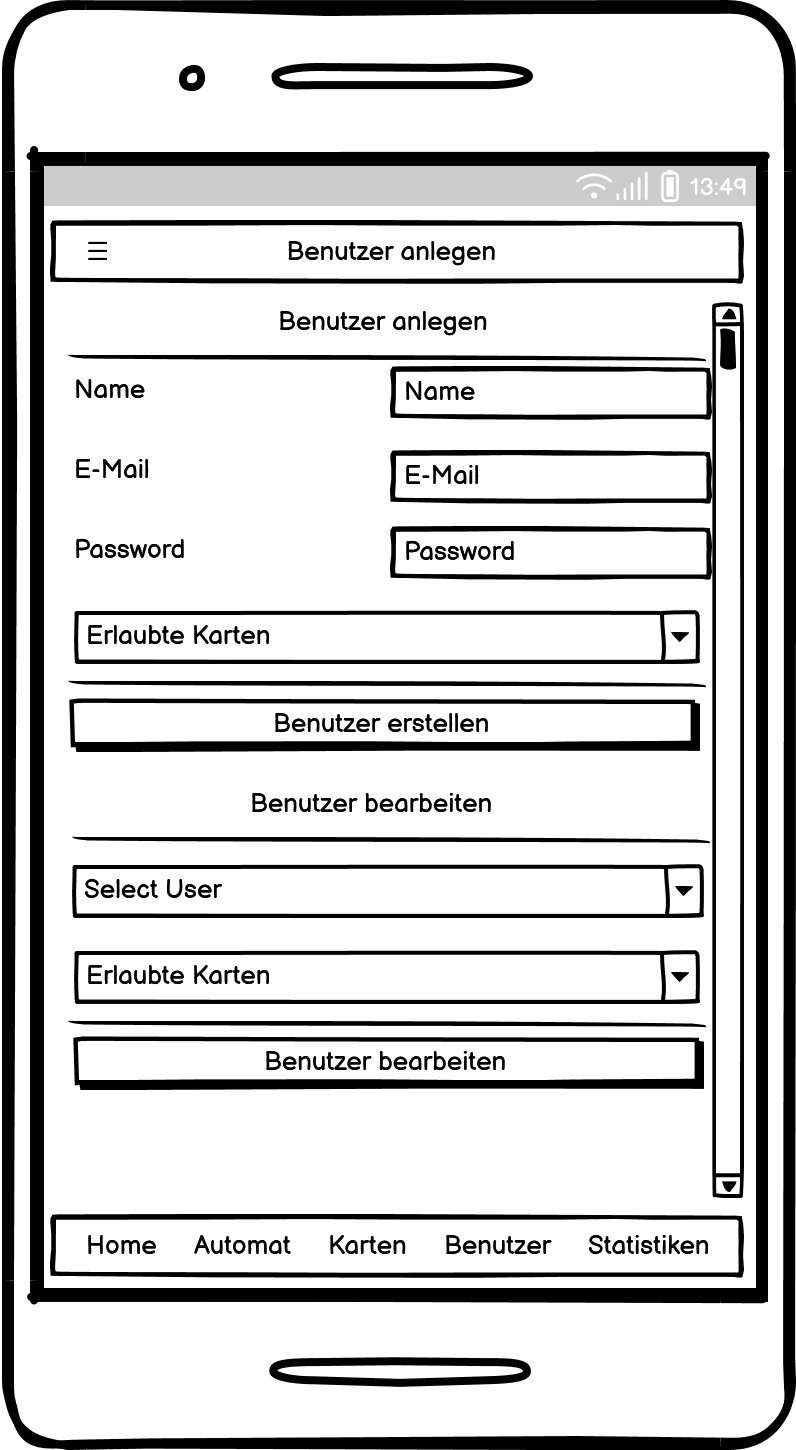 13:49
☰ Benutzer anlegen
Benutzer anlegen
Name Name
E-Mail E-Mail
Password Password
Erlaubte Karten
Benutzer erstellen
Benutzer bearbeiten
Select User
Erlaubte Karten
Benutzer bearbeiten
Home Automat Karten Benutzer Statistiken